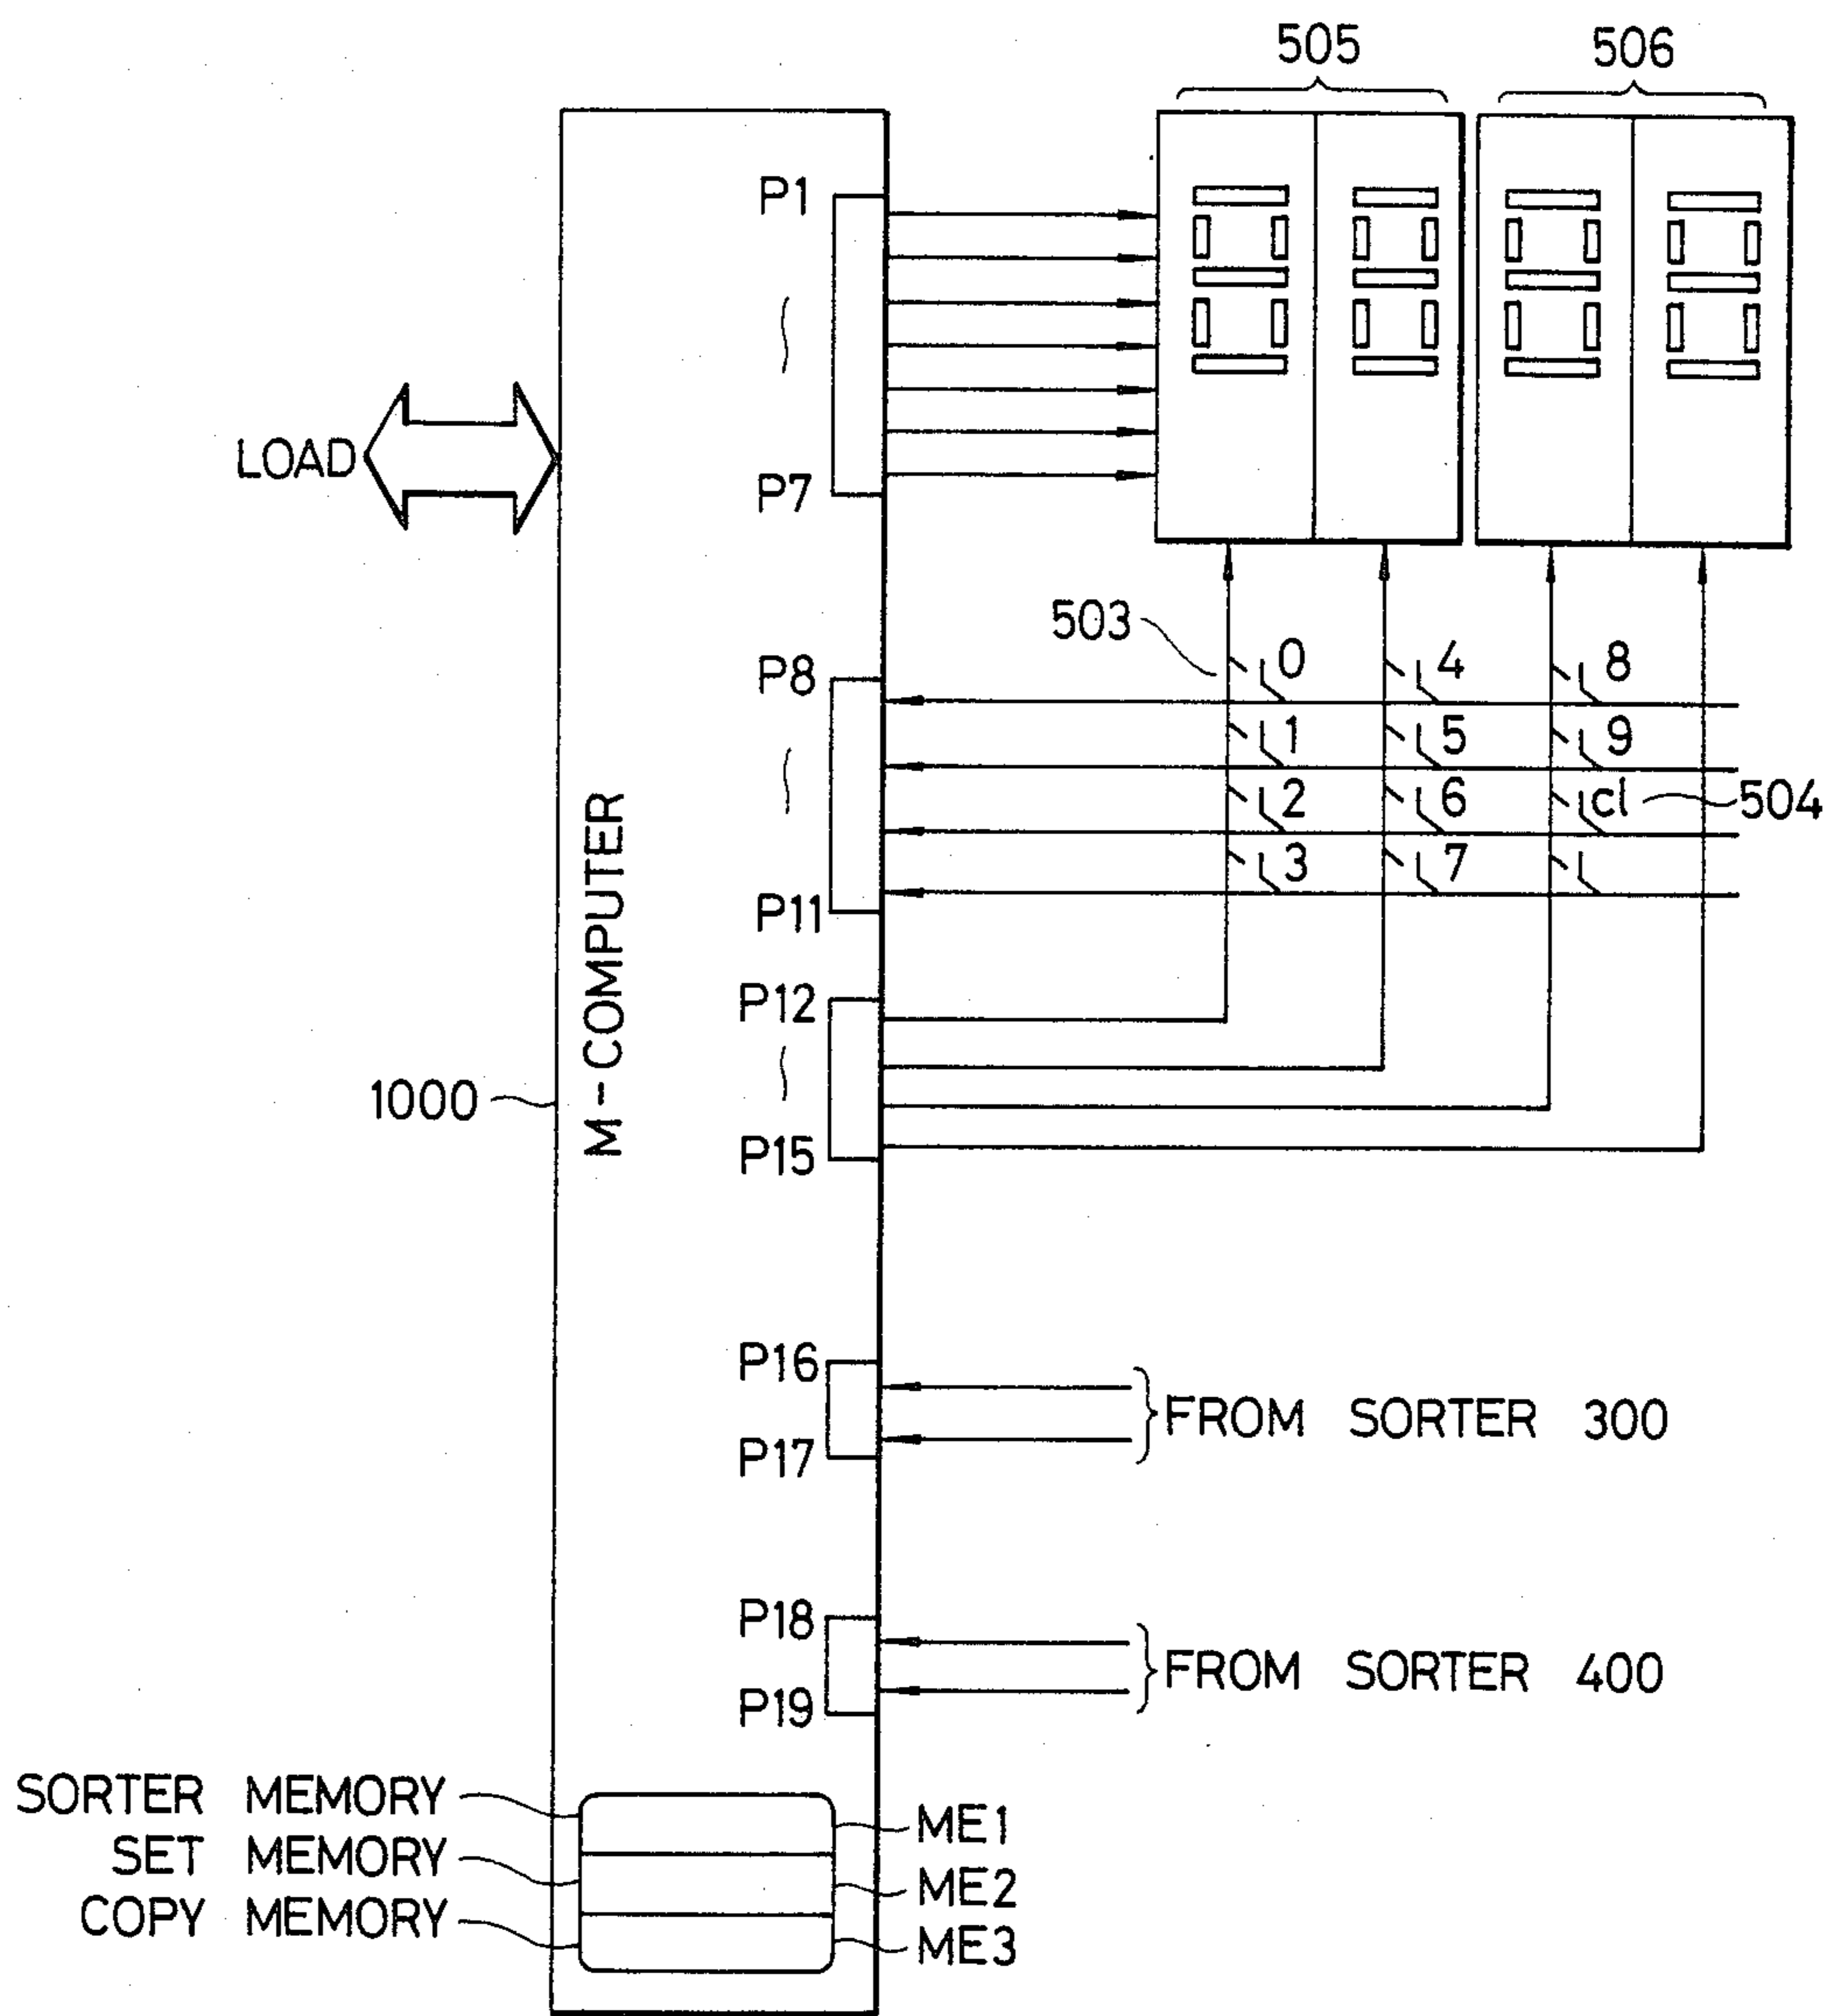 505 506
P1
LOAD
P7
503
P8 0 4 8
1 5 9
2 6 cl 504
3 7
P11
M-COMPUTER
P12
1000
P15
P16
FROM SORTER 300
P17
P18
FROM SORTER 400
P19
SORTER MEMORY ME1
SET MEMORY ME2
COPY MEMORY ME3